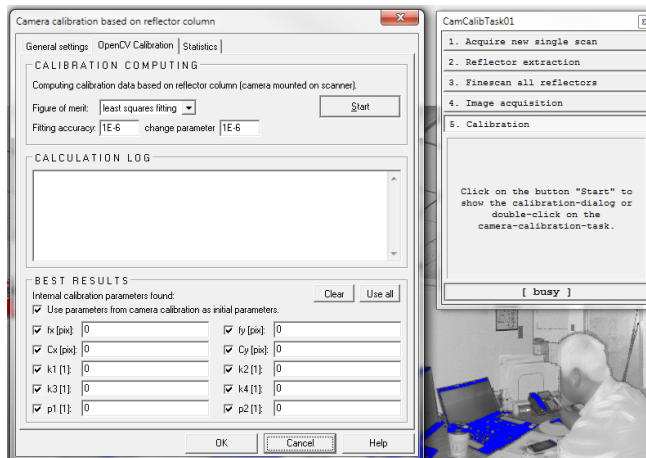 Camera calibration based on reflector column
General settings
OpenCV Calibration
Statistics
CALIBRATION COMPUTING
Computing calibration data based on reflector column (camera mounted on scanner).
Figure of merit:
least squares fitting
Start
Fitting accuracy:
1E-6
change parameter
1E-6
CALCULATION LOG
BEST RESULTS
Internal calibration parameters found:
Clear
Use all
Use parameters from camera calibration as initial parameters.
fx [pix]:
0
fy [pix]:
0
Cx [pix]:
0
Cy [pix]:
0
k1 [1]:
0
k2 [1]:
0
k3 [1]:
0
k4 [1]:
0
p1 [1]:
0
p2 [1]:
0
OK
Cancel
Help
CamCalibTask01
1. Acquire new single scan
2. Reflector extraction
3. Finescan all reflectors
4. Image acquisition
5. Calibration
Click on the button "Start" to
show the calibration-dialog or
double-click on the
camera-calibration-task.
[ busy ]